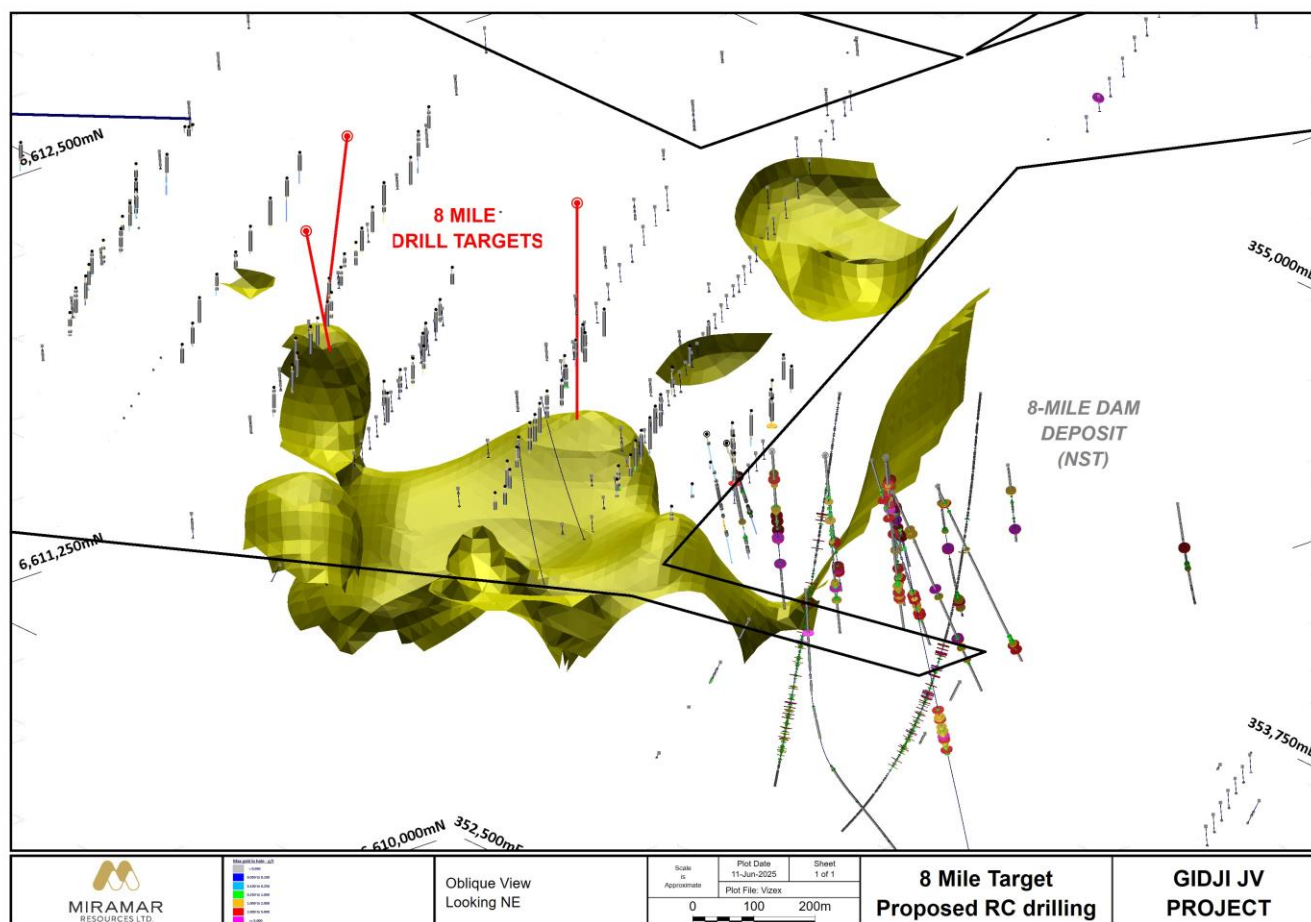 6,612,500mN
8 MILE
DRILL TARGETS
355,000mE
8-MILE DAM
DEPOSIT
(NST)
6,611,250mN
353,750mE
6,610,000mN
352,500mE
MIRAMAR
RESOURCES LTD.
Oblique View
Looking NE
Scale
is
Approximate
Plot Date
11-Jun-2025
Sheet
1 of 1
Plot File: Vizex
0 100 200m
8 Mile Target
Proposed RC drilling
GIDJI JV
PROJECT